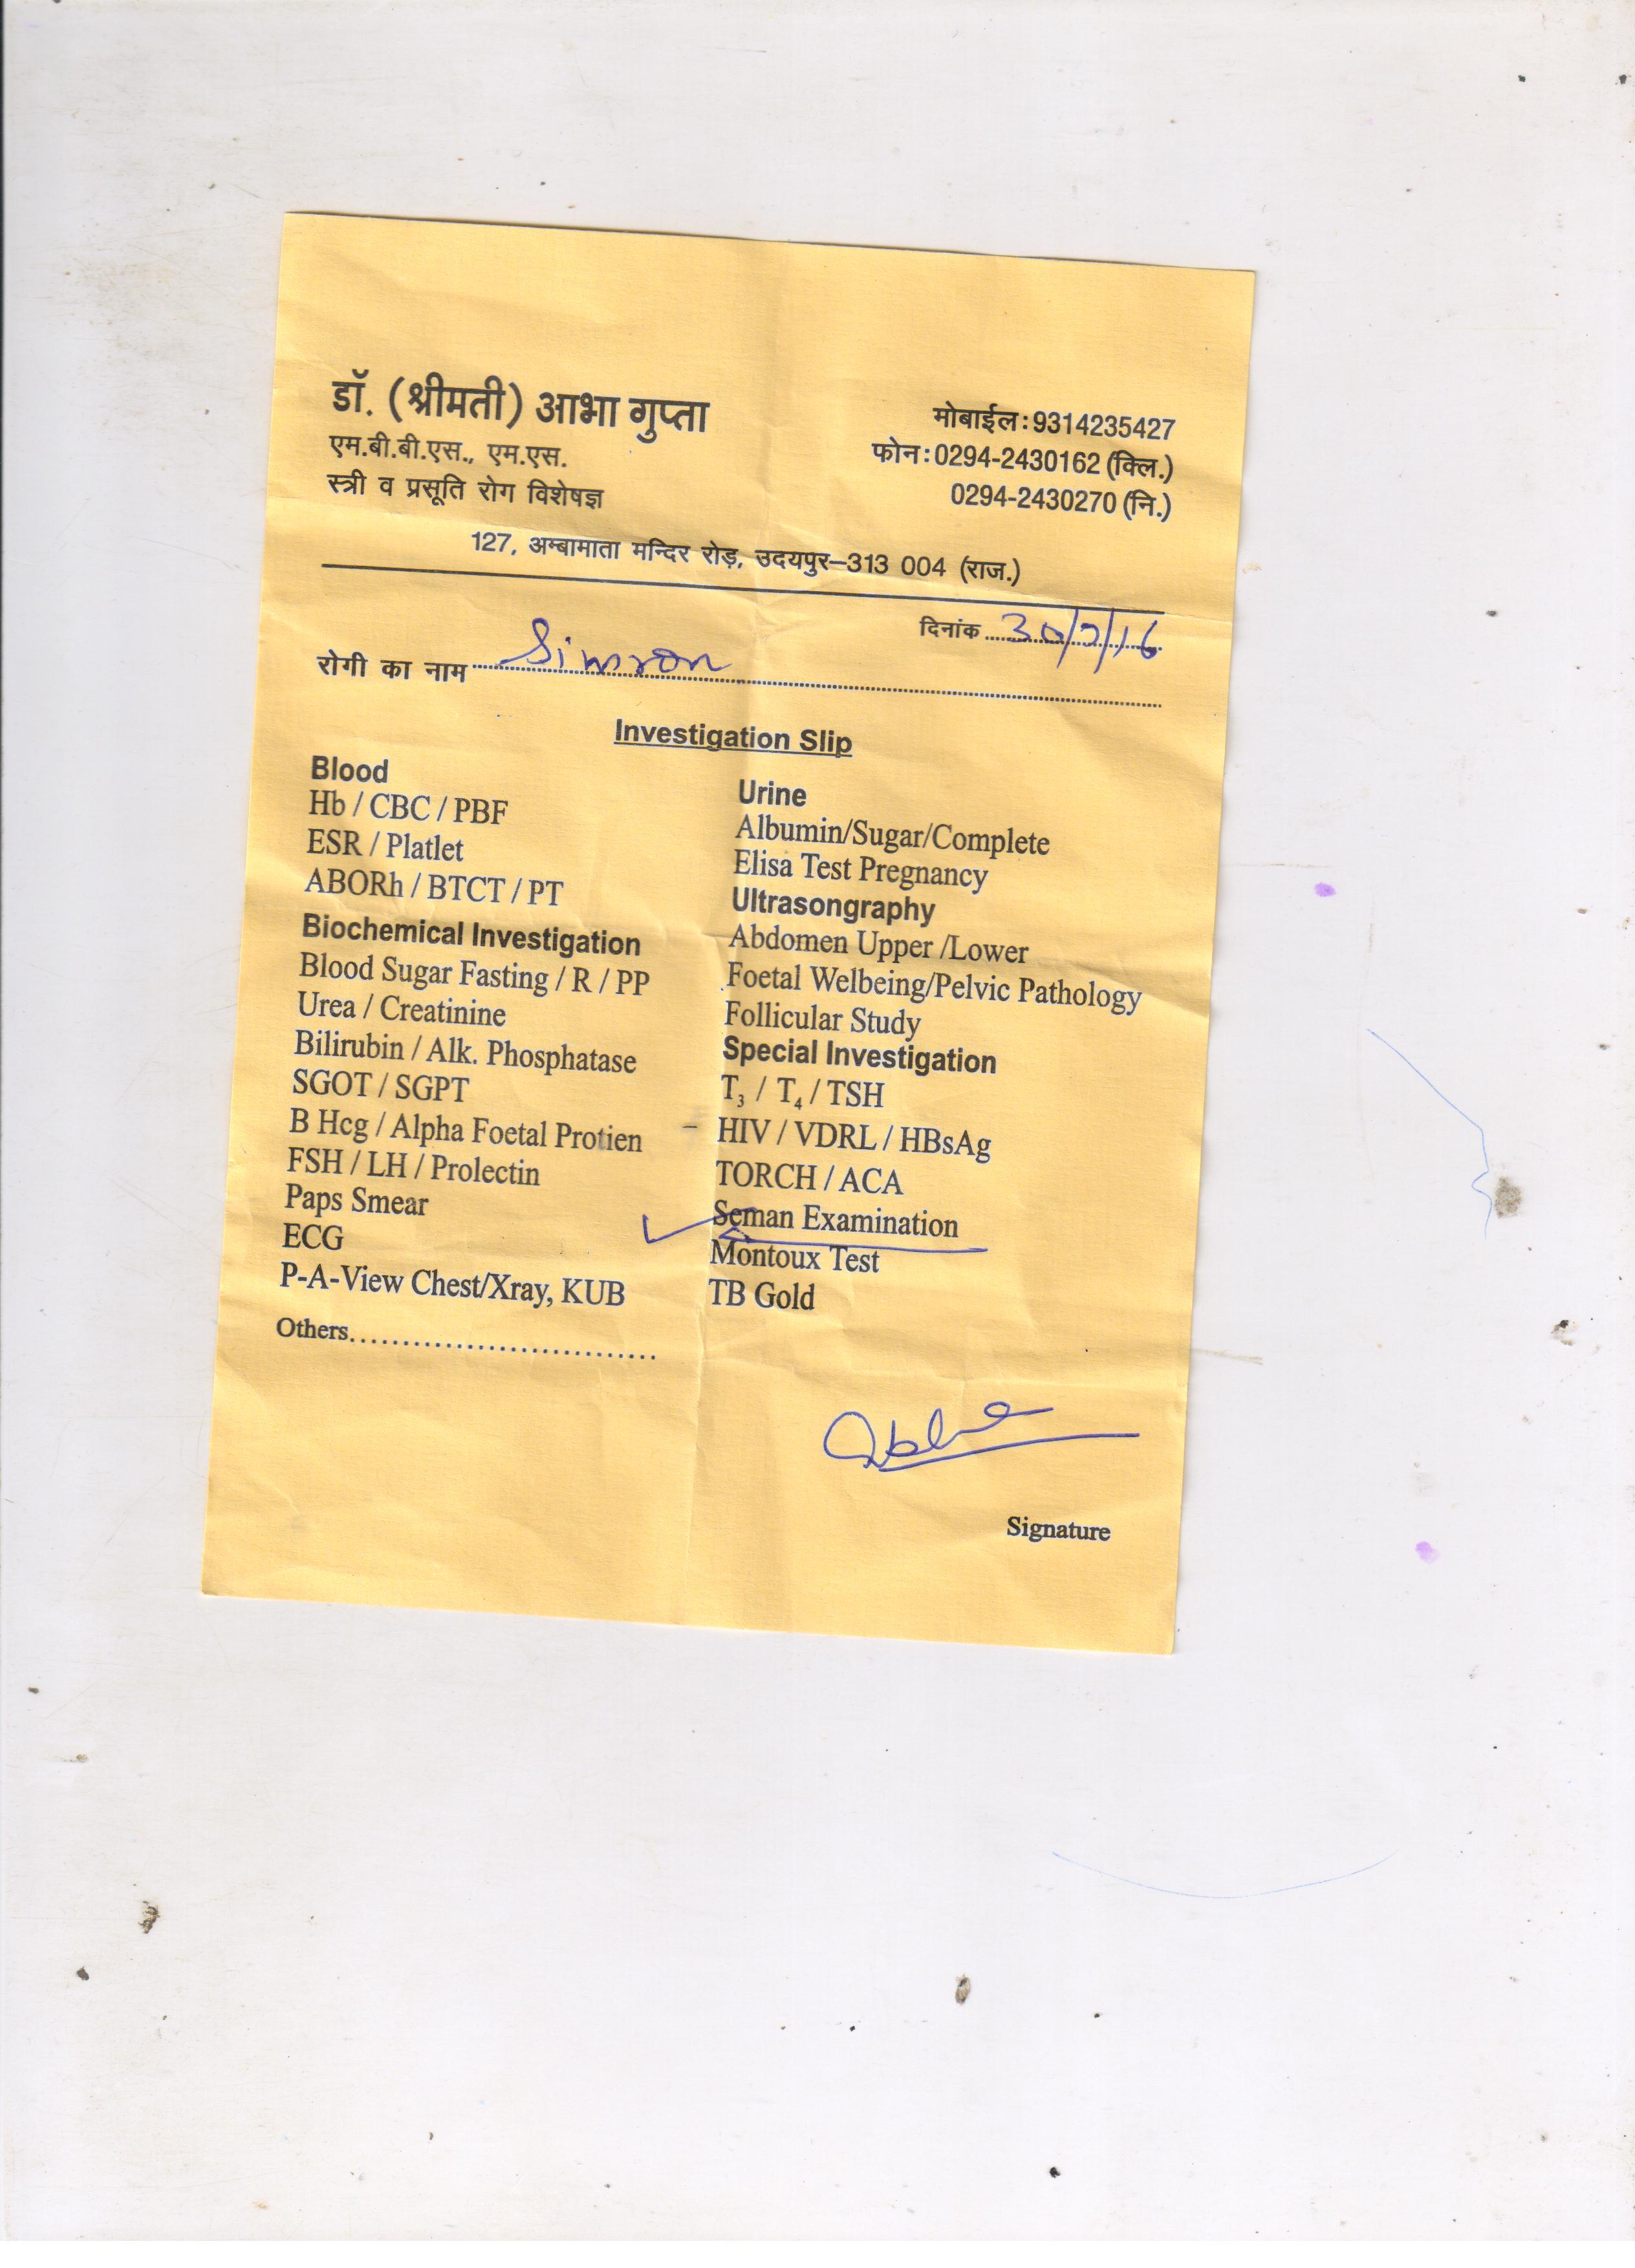 डॉ. (श्रीमती) आभा गुप्ता
एम.बी.बी.एस., एम.एस.
स्त्री व प्रसूति रोग विशेषज्ञ
मोबाईल : 9314235427
फोन : 0294-2430162 (क्लि.)
0294-2430270 (नि.)
127, अम्बामाता मन्दिर रोड़, उदयपुर–313 004 (राज.)
दिनांक 30/7/16
रोगी का नाम Simron
Investigation Slip
Blood
Hb / CBC / PBF
ESR / Platlet
ABORh / BTCT / PT
Biochemical Investigation
Blood Sugar Fasting / R / PP
Urea / Creatinine
Bilirubin / Alk. Phosphatase
SGOT / SGPT
B Hcg / Alpha Foetal Protien
FSH / LH / Prolectin
Paps Smear
ECG
P-A-View Chest/Xray, KUB
Others..............................
Urine
Albumin/Sugar/Complete
Elisa Test Pregnancy
Ultrasongraphy
Abdomen Upper /Lower
Foetal Welbeing/Pelvic Pathology
Follicular Study
Special Investigation
T₃ / T₄ / TSH
HIV / VDRL / HBsAg
TORCH / ACA
Seman Examination
Montoux Test
TB Gold
Abha
Signature